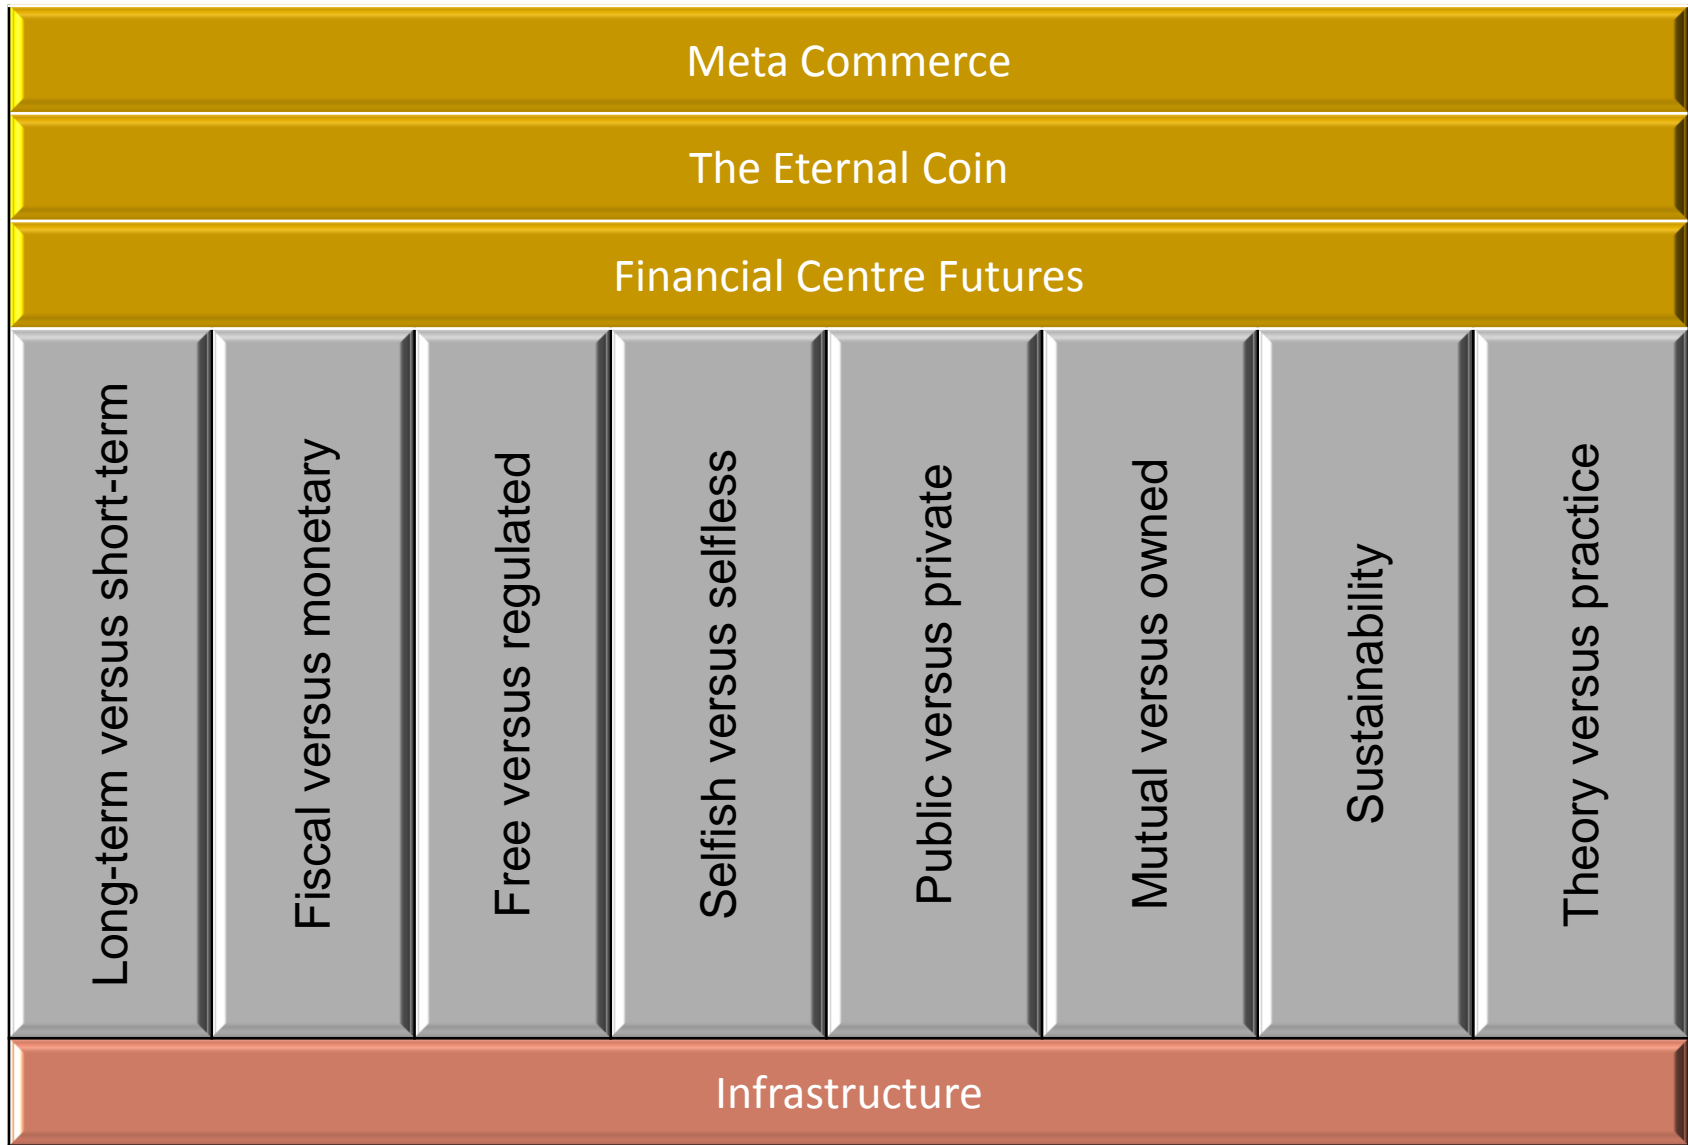 Meta Commerce
The Eternal Coin
Financial Centre Futures
Long-term versus short-term
Fiscal versus monetary
Free versus regulated
Selfish versus selfless
Public versus private
Mutual versus owned
Sustainability
Theory versus practice
Infrastructure